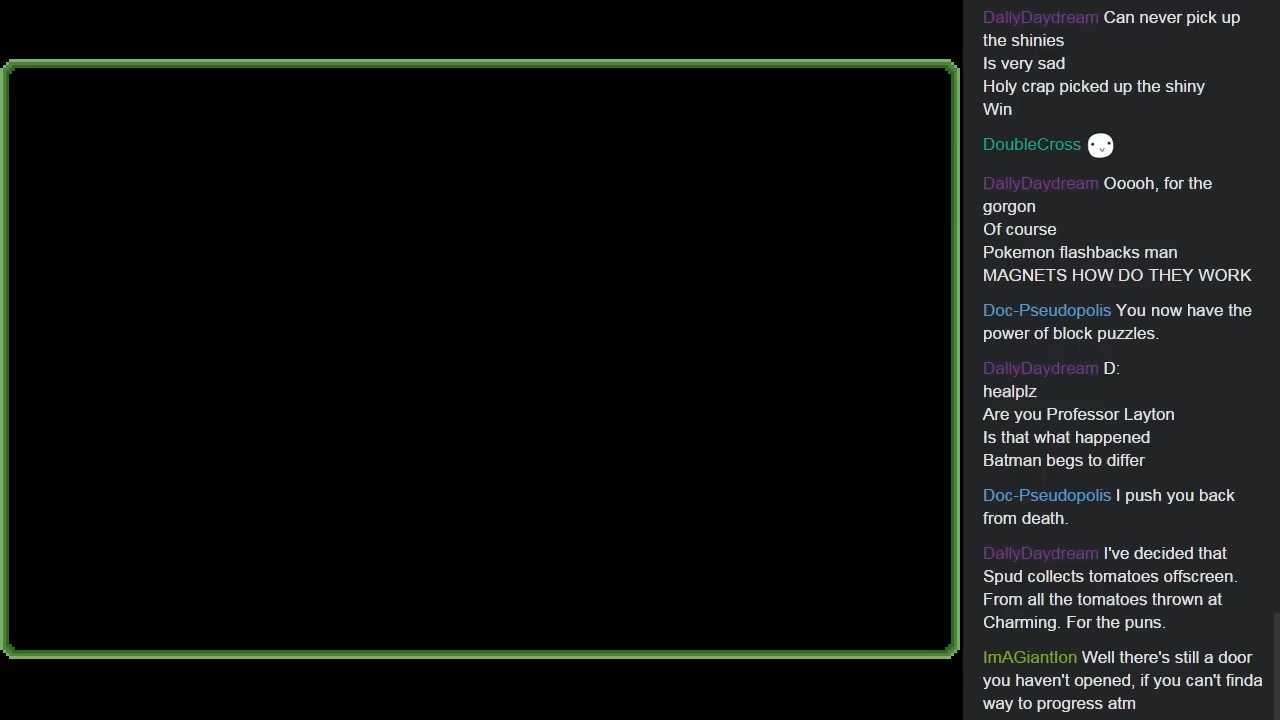 DallyDaydream Can never pick up
the shinies
Is very sad
Holy crap picked up the shiny
Win
DoubleCross
DallyDaydream Ooooh, for the
gorgon
Of course
Pokemon flashbacks man
MAGNETS HOW DO THEY WORK
Doc-Pseudopolis You now have the
power of block puzzles.
DallyDaydream D:
healplz
Are you Professor Layton
Is that what happened
Batman begs to differ
Doc-Pseudopolis I push you back
from death.
DallyDaydream I've decided that
Spud collects tomatoes offscreen.
From all the tomatoes thrown at
Charming. For the puns.
ImAGiantIon Well there's still a door
you haven't opened, if you can't finda
way to progress atm